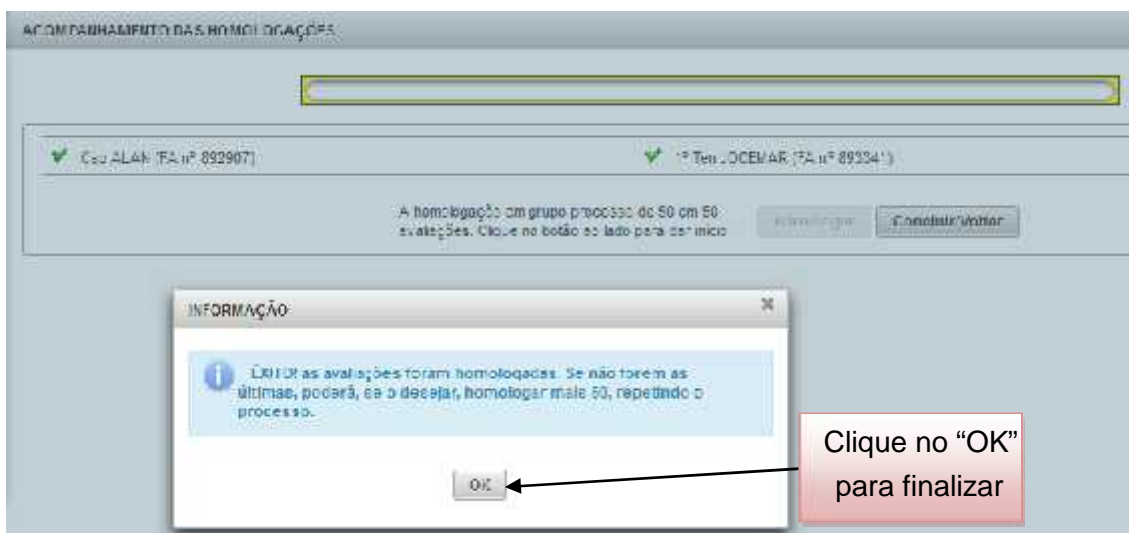 ACOMPANHAMENTO DAS HOMOLOGAÇÕES
Cap ALAN (FA nº 892907)
1º Ten JOCEMAR (FA nº 893341)
A homologação em grupo processa de 50 em 50
avaliações. Clique no botão ao lado para dar início
Homologar
Concluir/Voltar
INFORMAÇÃO
ÊXITO! as avaliações foram homologadas. Se não forem as
últimas, poderá, se o desejar, homologar mais 50, repetindo o
processo.
OK
Clique no “OK”
para finalizar